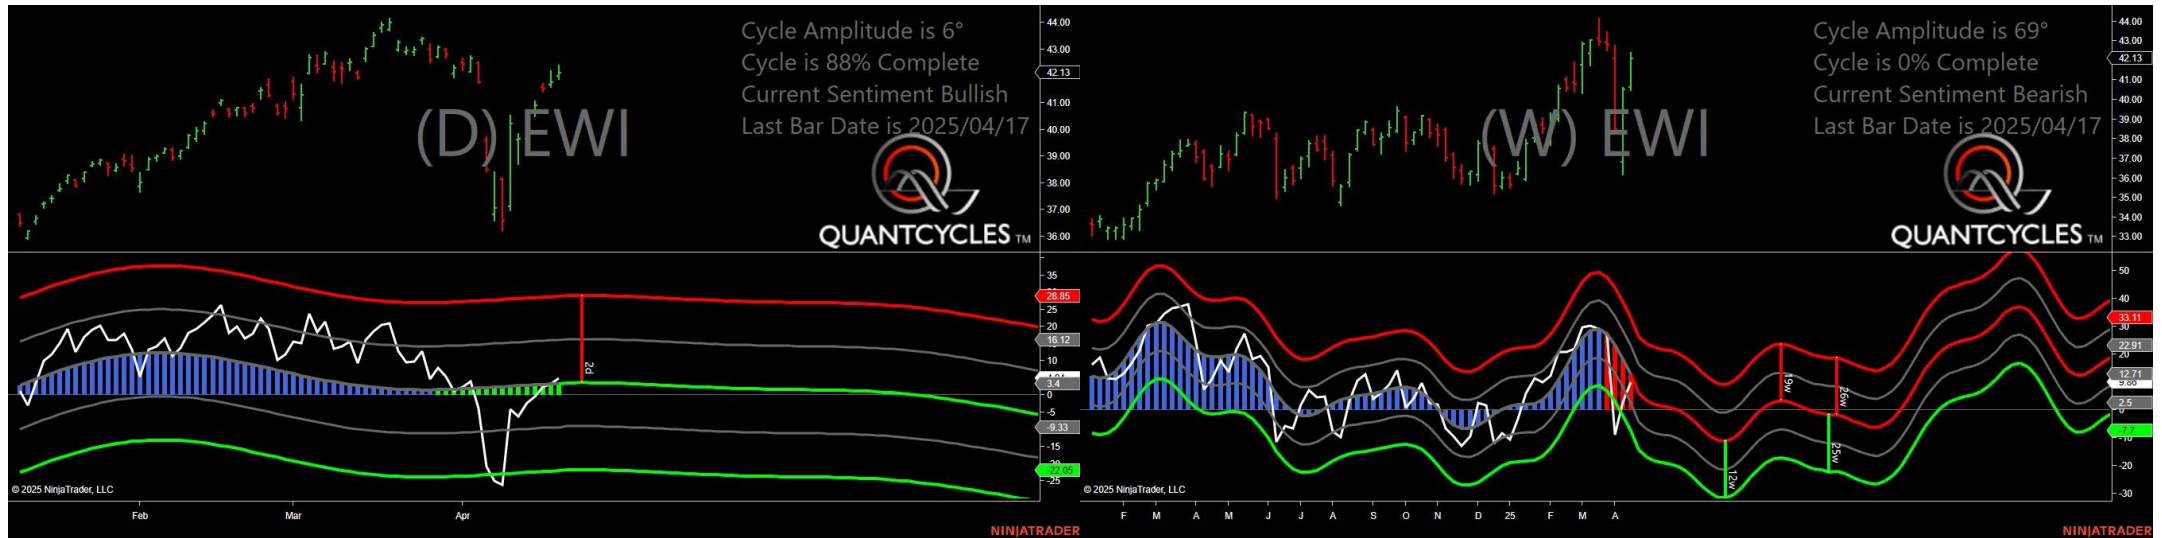 Cycle Amplitude is 6°
Cycle is 88% Complete
Current Sentiment Bullish
Last Bar Date is 2025/04/17
(D) EWI
QUANTCYCLES TM
44.00
43.00
42.13
41.00
40.00
39.00
38.00
37.00
36.00
35
28.85
25
20
16.12
10
3.4
0
-5
-9.33
-15
-22.05
-25
2d
© 2025 NinjaTrader, LLC
Feb Mar Apr
NINJATRADER
Cycle Amplitude is 69°
Cycle is 0% Complete
Current Sentiment Bearish
Last Bar Date is 2025/04/17
(W) EWI
QUANTCYCLES TM
44.00
43.00
42.13
41.00
40.00
39.00
38.00
37.00
36.00
35.00
34.00
33.00
50
40
33.11
30
22.91
20
12.71
9.86
2.5
0
-7.7
-10
-20
-30
19w
26w
25w
12w
© 2025 NinjaTrader, LLC
F M A M J J A S O N D 25 F M A
NINJATRADER